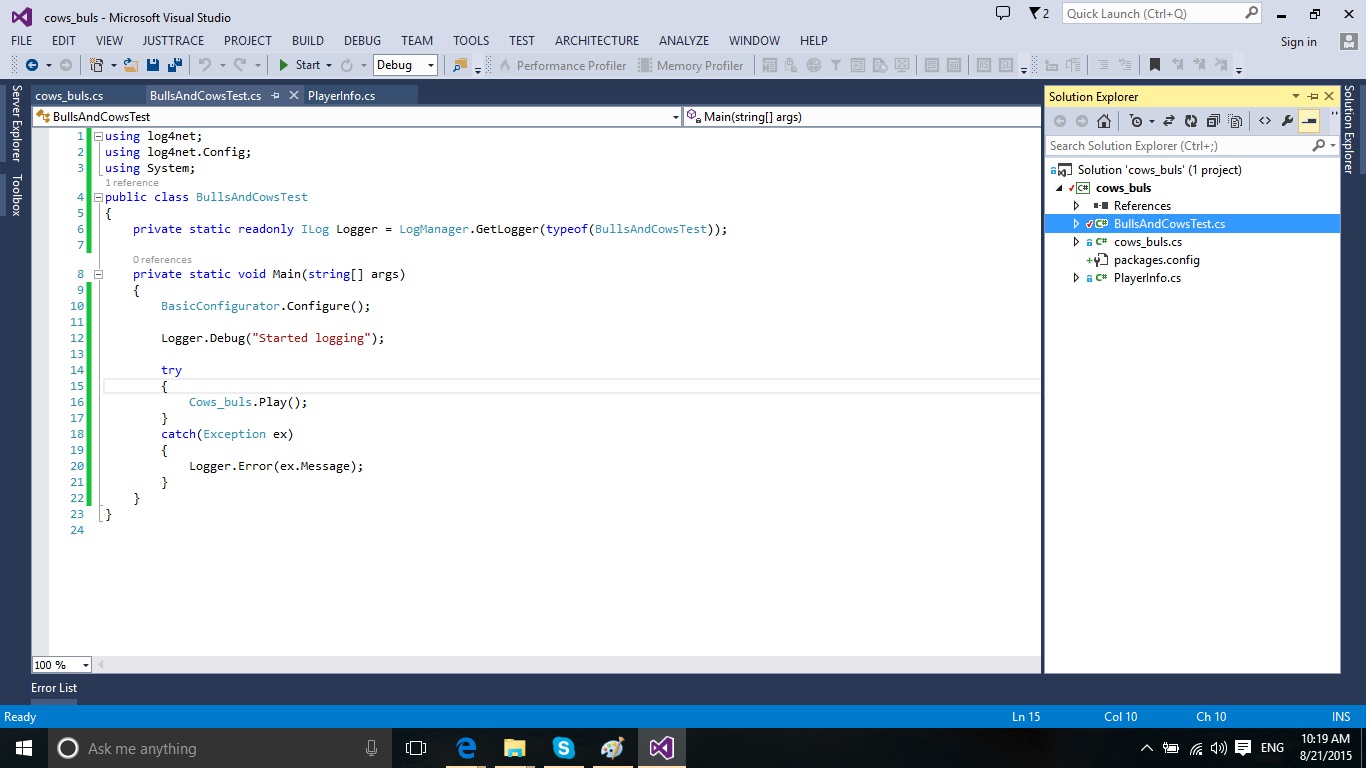 cows_buls - Microsoft Visual Studio
2
Quick Launch (Ctrl+Q)
FILE EDIT VIEW JUSTTRACE PROJECT BUILD DEBUG TEAM TOOLS TEST ARCHITECTURE ANALYZE WINDOW HELP
Sign in
Start
Debug
Performance Profiler
Memory Profiler
Server Explorer
Toolbox
cows_buls.cs
BullsAndCowsTest.cs
PlayerInfo.cs
BullsAndCowsTest
Main(string[] args)
1 using log4net;
2 using log4net.Config;
3 using System;
1 reference
4 public class BullsAndCowsTest
5 {
6 private static readonly ILog Logger = LogManager.GetLogger(typeof(BullsAndCowsTest));
7
0 references
8 private static void Main(string[] args)
9 {
10 BasicConfigurator.Configure();
11
12 Logger.Debug("Started logging");
13
14 try
15 {
16 Cows_buls.Play();
17 }
18 catch(Exception ex)
19 {
20 Logger.Error(ex.Message);
21 }
22 }
23 }
24
100 %
Solution Explorer
Search Solution Explorer (Ctrl+;)
Solution 'cows_buls' (1 project)
C# cows_buls
References
C# BullsAndCowsTest.cs
C# cows_buls.cs
packages.config
C# PlayerInfo.cs
Solution Explorer
Error List
Ready
Ln 15
Col 10
Ch 10
INS
Ask me anything
ENG
10:19 AM
8/21/2015